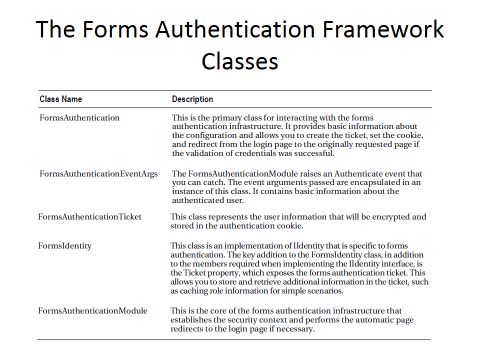 The Forms Authentication Framework
Classes
Class Name Description
FormsAuthentication This is the primary class for interacting with the forms
authentication infrastructure. It provides basic information about
the configuration and allows you to create the ticket, set the cookie,
and redirect from the login page to the originally requested page if
the validation of credentials was successful.
FormsAuthenticationEventArgs The FormsAuthenticationModule raises an Authenticate event that
you can catch. The event arguments passed are encapsulated in an
instance of this class. It contains basic information about the
authenticated user.
FormsAuthenticationTicket This class represents the user information that will be encrypted and
stored in the authentication cookie.
FormsIdentity This class is an implementation of IIdentity that is specific to forms
authentication. The key addition to the FormsIdentity class, in addition
to the members required when implementing the IIdentity interface, is
the Ticket property, which exposes the forms authentication ticket. This
allows you to store and retrieve additional information in the ticket, such
as caching role information for simple scenarios.
FormsAuthenticationModule This is the core of the forms authentication infrastructure that
establishes the security context and performs the automatic page
redirects to the login page if necessary.